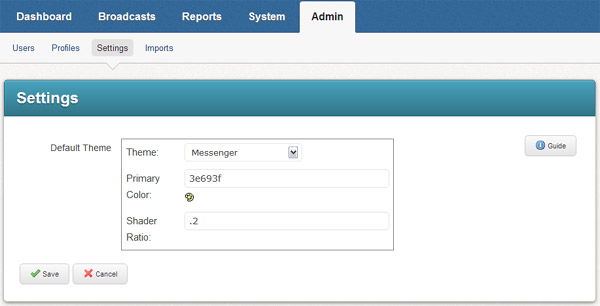 Dashboard Broadcasts Reports System Admin
Users Profiles Settings Imports
Settings
Default Theme
Theme: Messenger
Guide
Primary Color: 3e693f
Shader Ratio: .2
Save Cancel